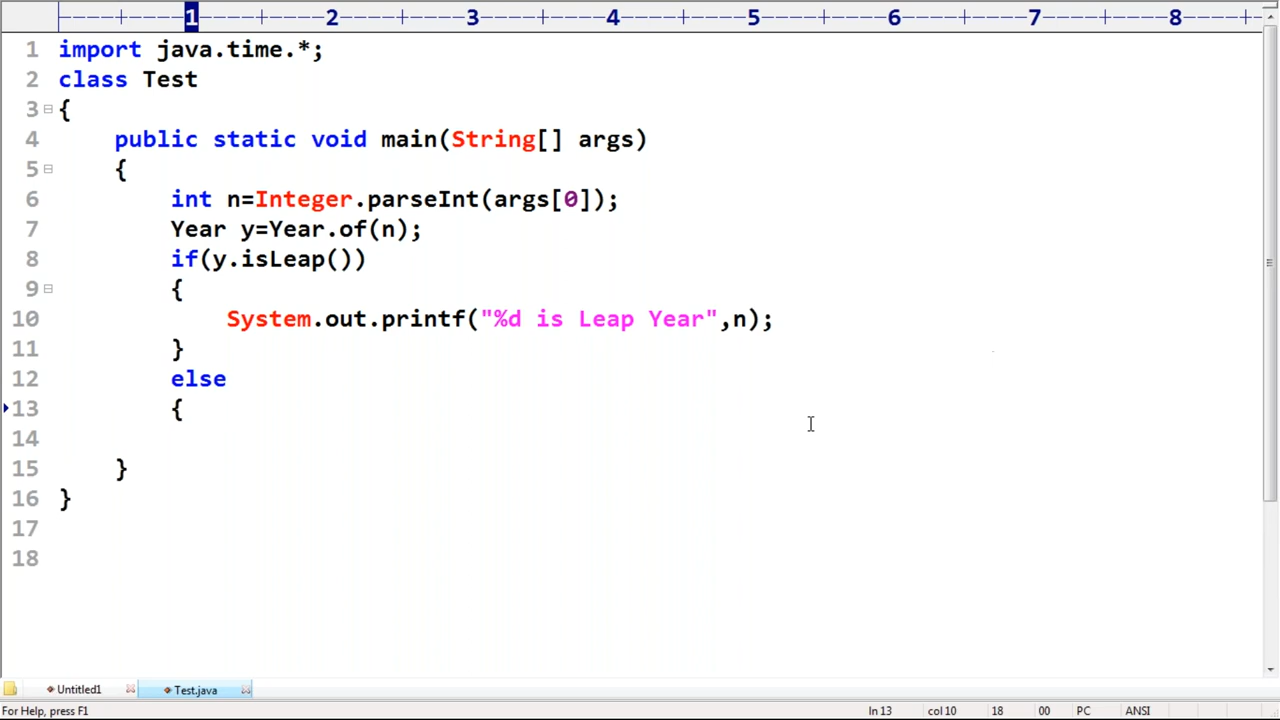 1 2 3 4 5 6 7 8
1 import java.time.*;
2 class Test
3 {
4 public static void main(String[] args)
5 {
6 int n=Integer.parseInt(args[0]);
7 Year y=Year.of(n);
8 if(y.isLeap())
9 {
10 System.out.printf("%d is Leap Year",n);
11 }
12 else
13 {
14
15 }
16 }
17
18
Untitled1 Test.java
For Help, press F1 ln 13 col 10 18 00 PC ANSI